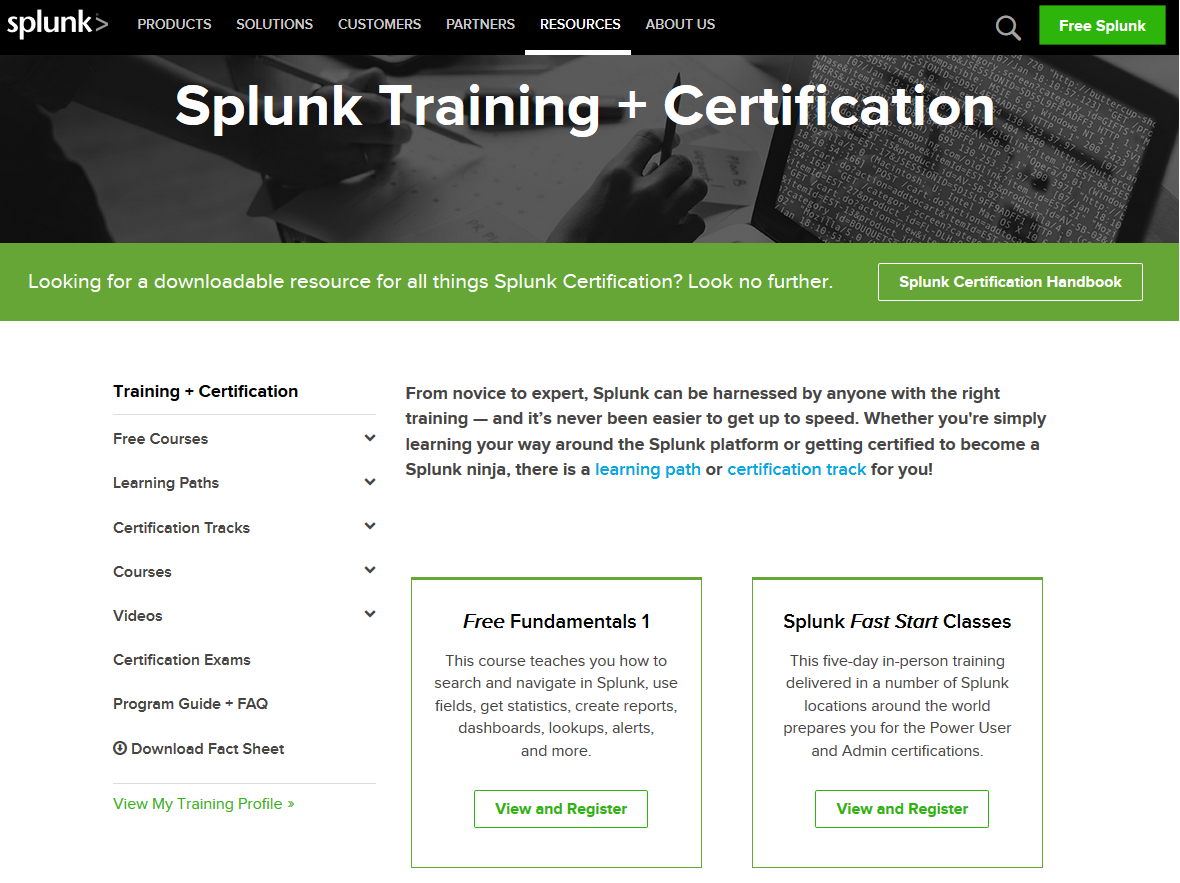 splunk>
PRODUCTS
SOLUTIONS
CUSTOMERS
PARTNERS
RESOURCES
ABOUT US
Free Splunk
Splunk Training + Certification
Looking for a downloadable resource for all things Splunk Certification? Look no further.
Splunk Certification Handbook
Training + Certification
Free Courses
Learning Paths
Certification Tracks
Courses
Videos
Certification Exams
Program Guide + FAQ
Download Fact Sheet
View My Training Profile »
From novice to expert, Splunk can be harnessed by anyone with the right
training — and it’s never been easier to get up to speed. Whether you're simply
learning your way around the Splunk platform or getting certified to become a
Splunk ninja, there is a learning path or certification track for you!
Free Fundamentals 1
This course teaches you how to
search and navigate in Splunk, use
fields, get statistics, create reports,
dashboards, lookups, alerts,
and more.
View and Register
Splunk Fast Start Classes
This five-day in-person training
delivered in a number of Splunk
locations around the world
prepares you for the Power User
and Admin certifications.
View and Register